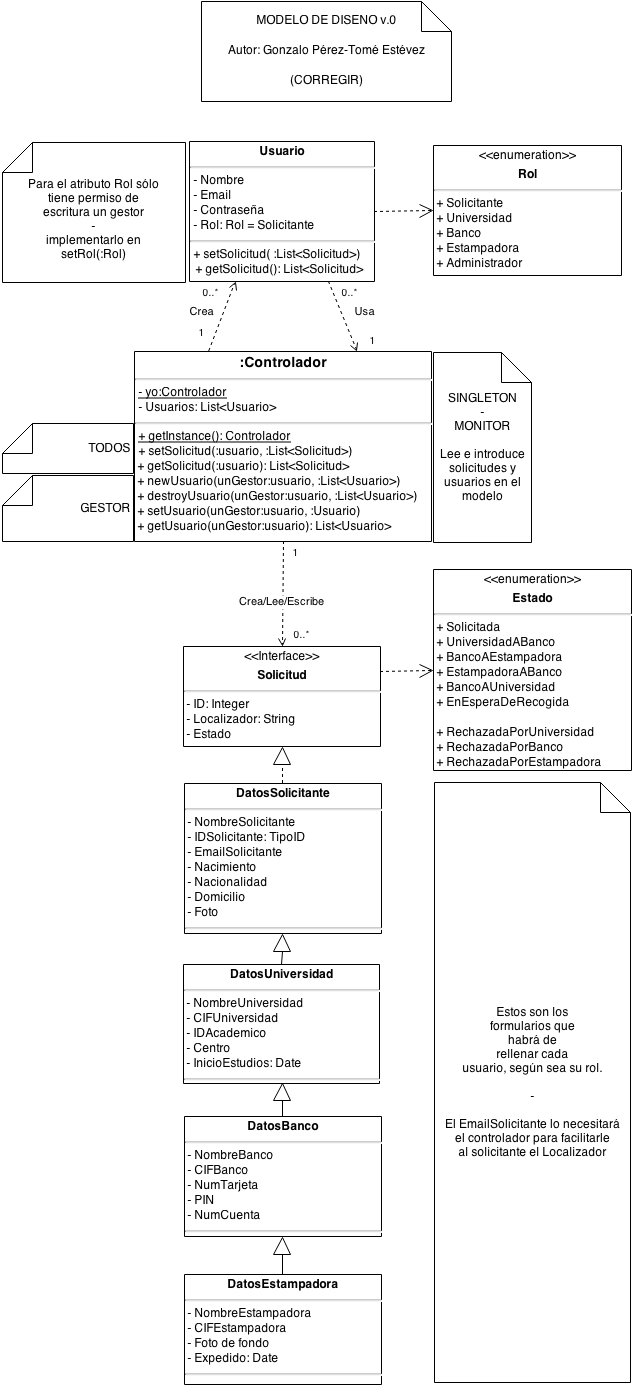 MODELO DE DISENO v.0
Autor: Gonzalo Pérez-Tomé Estévez
(CORREGIR)
Para el atributo Rol sólo
tiene permiso de
escritura un gestor
-
implementarlo en
setRol(:Rol)
Usuario
- Nombre
- Email
- Contraseña
- Rol: Rol = Solicitante
+ setSolicitud( :List<Solicitud>)
+ getSolicitud(): List<Solicitud>
<<enumeration>>
Rol
+ Solicitante
+ Universidad
+ Banco
+ Estampadora
+ Administrador
0..*
Crea
1
0..*
Usa
1
:Controlador
- yo:Controlador
- Usuarios: List<Usuario>
+ getInstance(): Controlador
+ setSolicitud(:usuario, :List<Solicitud>)
+ getSolicitud(:usuario): List<Solicitud>
+ newUsuario(unGestor:usuario, :List<Usuario>)
+ destroyUsuario(unGestor:usuario, :List<Usuario>)
+ setUsuario(unGestor:usuario, :Usuario)
+ getUsuario(unGestor:usuario): List<Usuario>
TODOS
GESTOR
SINGLETON
-
MONITOR
Lee e introduce
solicitudes y
usuarios en el
modelo
1
Crea/Lee/Escribe
0..*
<<Interface>>
Solicitud
- ID: Integer
- Localizador: String
- Estado
<<enumeration>>
Estado
+ Solicitada
+ UniversidadABanco
+ BancoAEstampadora
+ EstampadoraABanco
+ BancoAUniversidad
+ EnEsperaDeRecogida
+ RechazadaPorUniversidad
+ RechazadaPorBanco
+ RechazadaPorEstampadora
DatosSolicitante
- NombreSolicitante
- IDSolicitante: TipoID
- EmailSolicitante
- Nacimiento
- Nacionalidad
- Domicilio
- Foto
DatosUniversidad
- NombreUniversidad
- CIFUniversidad
- IDAcademico
- Centro
- InicioEstudios: Date
DatosBanco
- NombreBanco
- CIFBanco
- NumTarjeta
- PIN
- NumCuenta
DatosEstampadora
- NombreEstampadora
- CIFEstampadora
- Foto de fondo
- Expedido: Date
Estos son los
formularios que
habrá de
rellenar cada
usuario, según sea su rol.
-
El EmailSolicitante lo necesitará
el controlador para facilitarle
al solicitante el Localizador